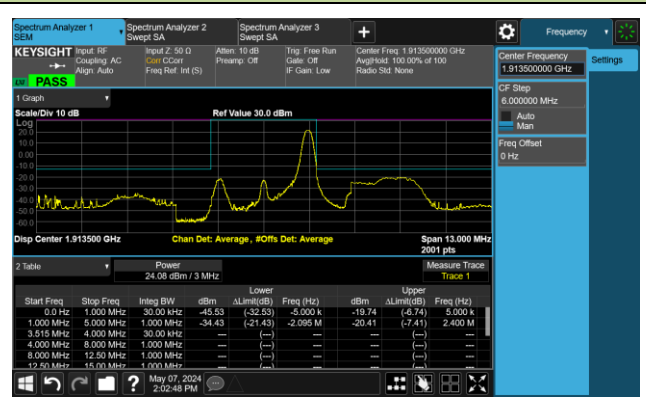 Spectrum Analyzer 1
SEM
Spectrum Analyzer 2
Swept SA
Spectrum Analyzer 3
Swept SA
Frequency
KEYSIGHT
Input: RF
Coupling: AC
Align: Auto
Input Z: 50 Ω
Corr CCorr
Freq Ref: Int (S)
Atten: 10 dB
Preamp: Off
Trig: Free Run
Gate: Off
IF Gain: Low
Center Freq: 1.913500000 GHz
Avg|Hold: 100.00% of 100
Radio Std: None
LW PASS
Center Frequency
1.913500000 GHz
Settings
CF Step
6.000000 MHz
Auto
Man
Freq Offset
0 Hz
1 Graph
Scale/Div 10 dB
Ref Value 30.0 dBm
Log
20.0
10.0
0.00
-10.0
-20.0
-30.0
-40.0
-50.0
-60.0
Disp Center 1.913500 GHz
Chan Det: Average, #Offs Det: Average
Span 13.000 MHz
2001 pts
2 Table
Power
24.08 dBm / 3 MHz
Measure Trace
Trace 1
Lower Upper
Start Freq Stop Freq Integ BW dBm ΔLimit(dB) Freq (Hz) dBm ΔLimit(dB) Freq (Hz)
0.0 Hz 1.000 MHz 30.00 kHz -45.53 (-32.53) -5.000 k -19.74 (-6.74) 5.000 k
1.000 MHz 5.000 MHz 1.000 MHz -34.43 (-21.43) -2.095 M -20.41 (-7.41) 2.400 M
3.515 MHz 4.000 MHz 30.00 kHz --- (---) --- --- (---) ---
4.000 MHz 8.000 MHz 1.000 MHz --- (---) --- --- (---) ---
8.000 MHz 12.50 MHz 1.000 MHz --- (---) --- --- (---) ---
12.50 MHz 15.00 MHz 1.000 MHz --- (---) --- --- (---) ---
May 07, 2024
2:02:48 PM